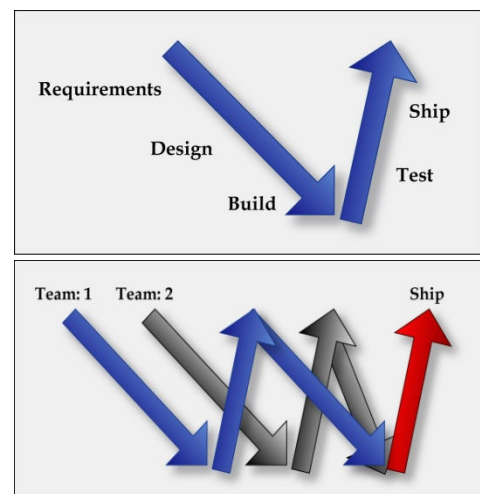 Requirements
Ship
Design
Test
Build
Team: 1 Team: 2 Ship